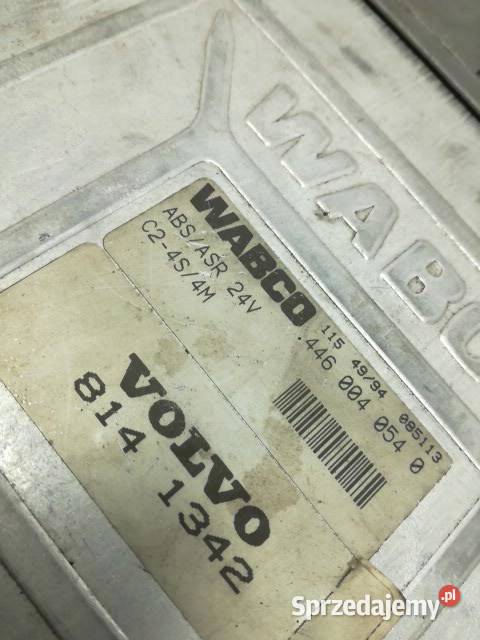 WABCO
WABCO
ABS/ASR 24V
C2-4S/4M
115 49/94 085113
446 004 054 0
VOLVO
814 1342
Sprzedajemy.pl